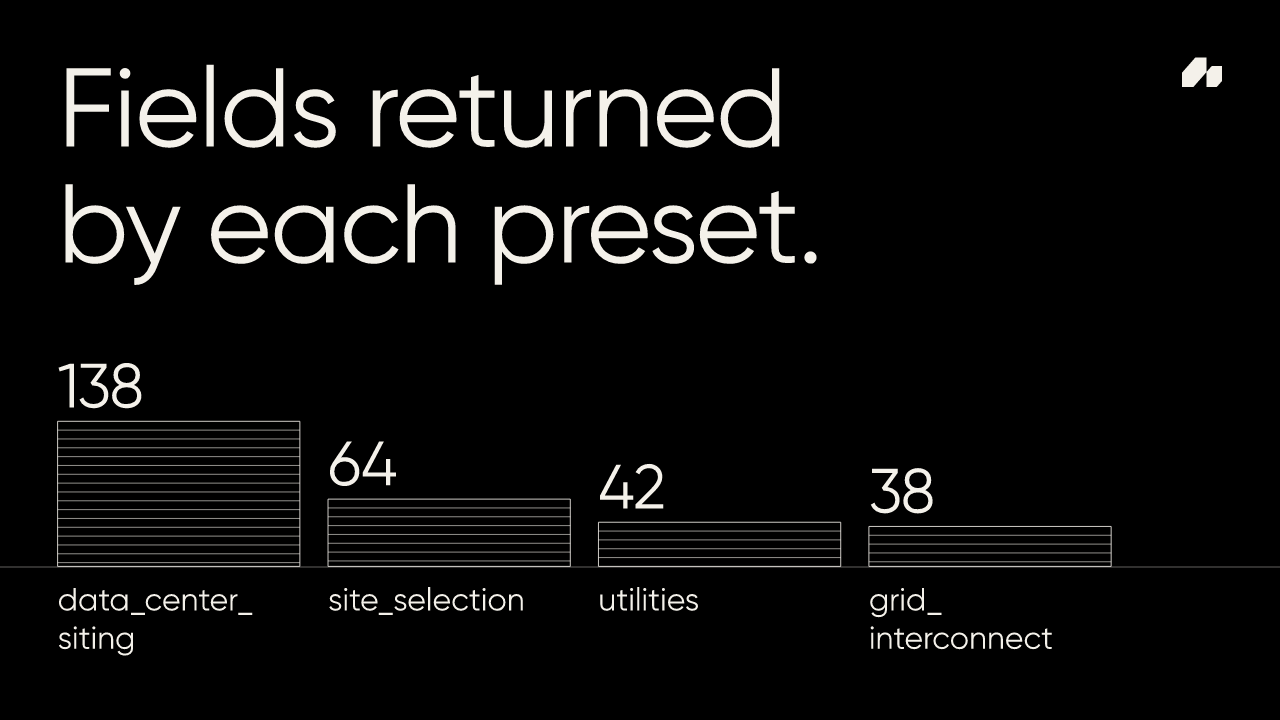 Fields returned
by each preset.
138
64
42
38
data_center_
siting
site_selection
utilities
grid_
interconnect